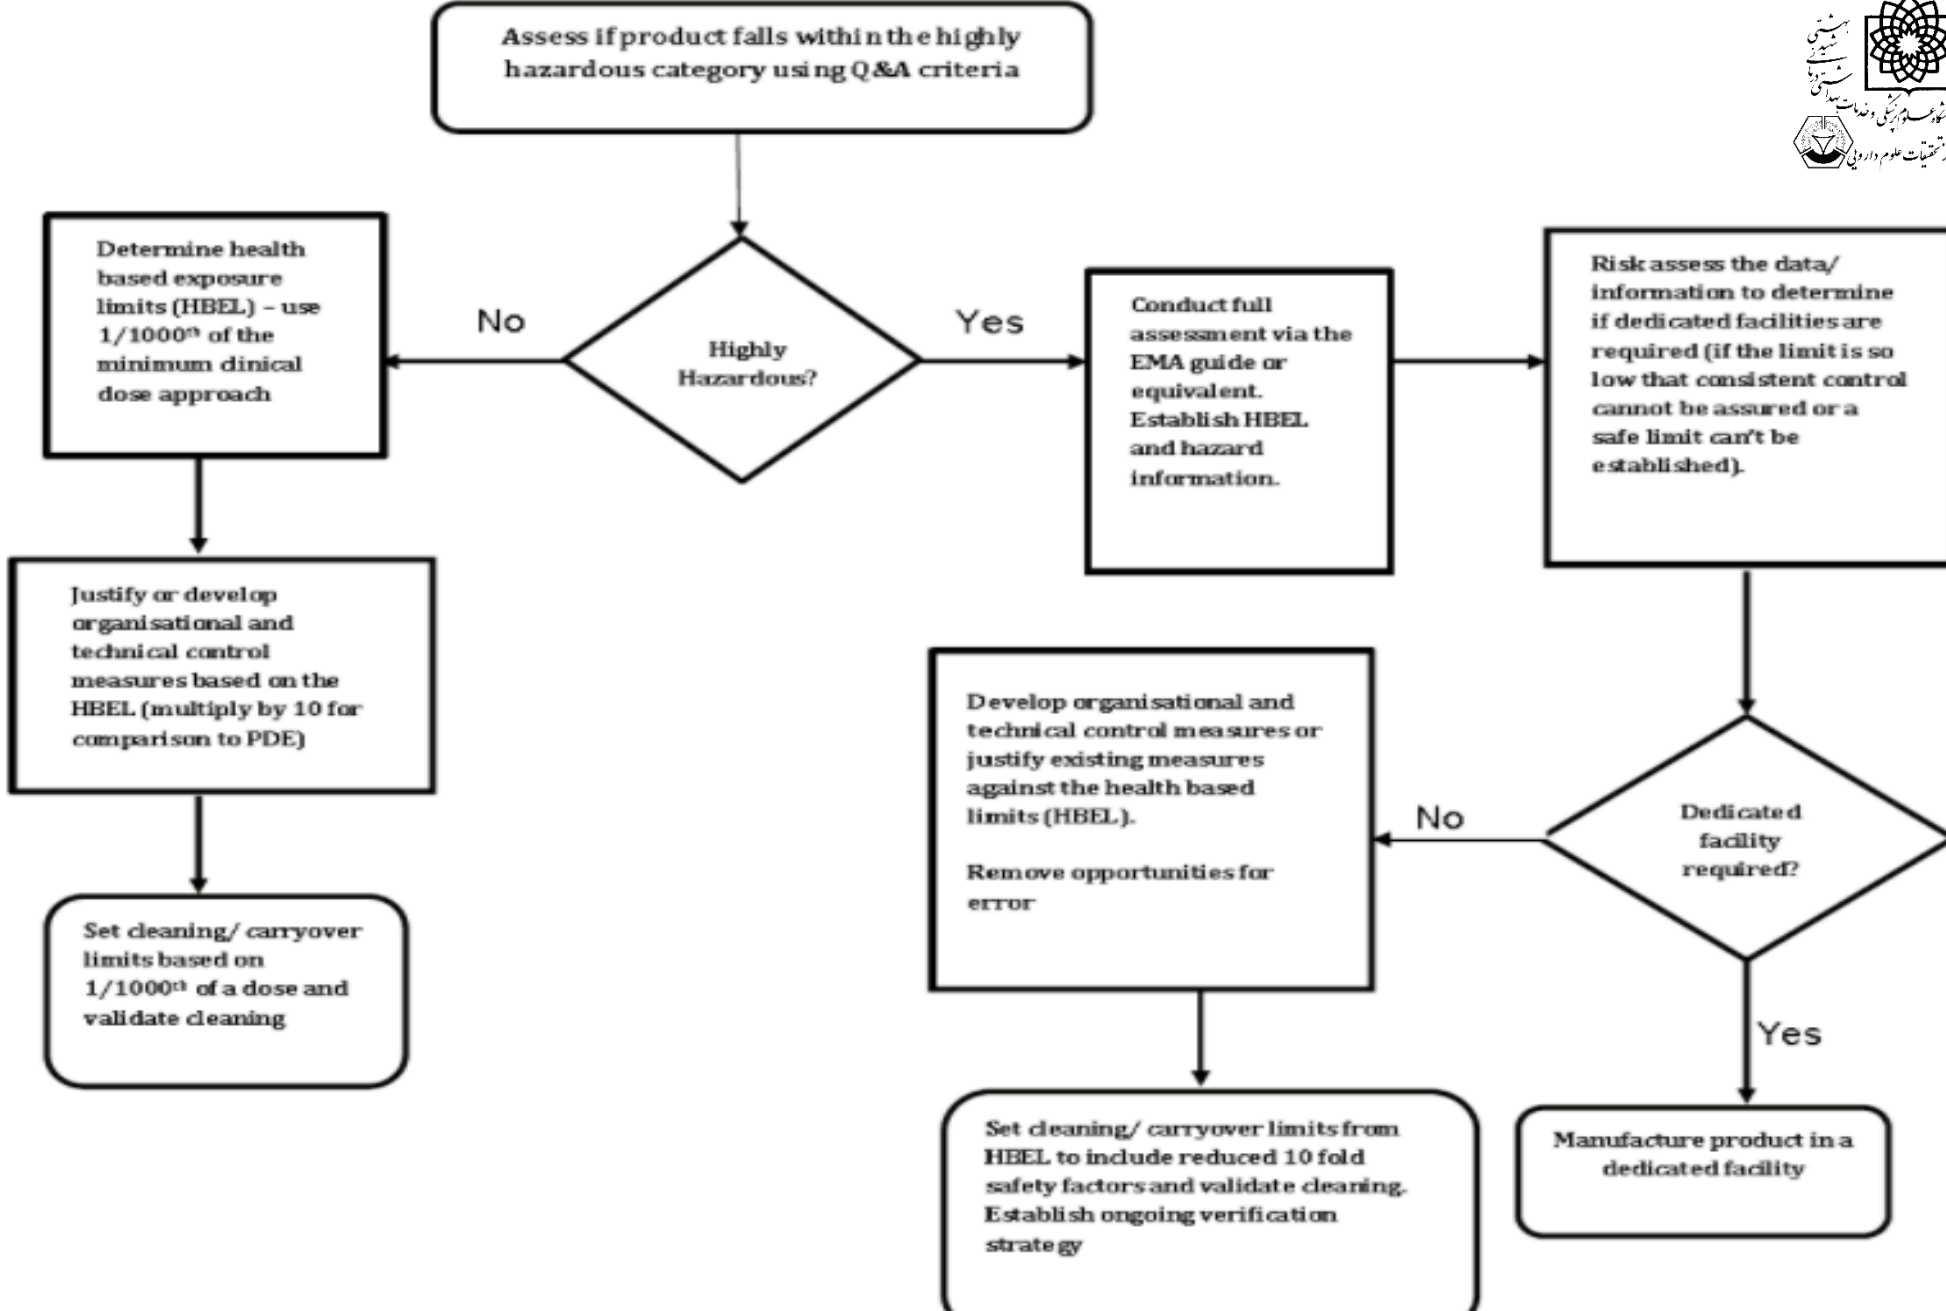 Assess if product falls within the highly
hazardous category using Q&A criteria
بهشتی
شهید
Determine health
based exposure
limits (HBEL) – use
1/1000th of the
minimum clinical
dose approach
No
Highly
Hazardous?
Yes
Conduct full
assessment via the
EMA guide or
equivalent.
Establish HBEL
and hazard
information.
Risk assess the data/
information to determine
if dedicated facilities are
required (if the limit is so
low that consistent control
cannot be assured or a
safe limit can't be
established).
Justify or develop
organisational and
technical control
measures based on the
HBEL (multiply by 10 for
comparison to PDE)
Develop organisational and
technical control measures or
justify existing measures
against the health based
limits (HBEL).
Remove opportunities for
error
No
Dedicated
facility
required?
Yes
Set cleaning/ carryover
limits based on
1/1000th of a dose and
validate cleaning
Set cleaning/ carryover limits from
HBEL to include reduced 10 fold
safety factors and validate cleaning.
Establish ongoing verification
strategy
Manufacture product in a
dedicated facility